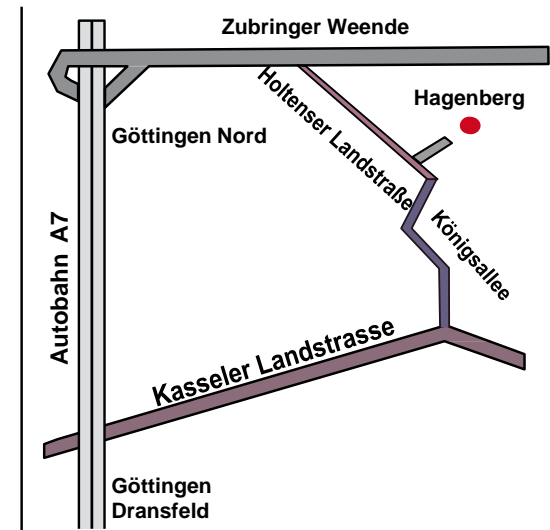 Zubringer Weende
Holtenser Landstraße
Hagenberg
Göttingen Nord
Autobahn A7
Königsallee
Kasseler Landstrasse
Göttingen
Dransfeld